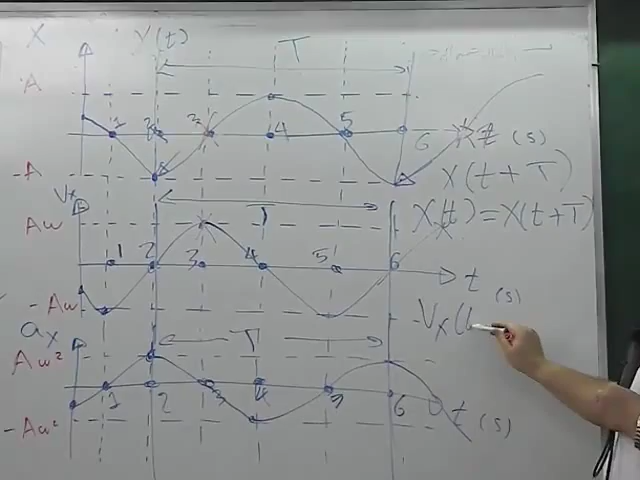 X X(t) T
A
1 2 3 4 5 6 t (s)
-A
X(t+T)
Vx
Aω T X(t)=X(t+T)
1 2 3 4 5 6 t (s)
-Aω
Vx(
ax
Aω² T
1 2 3 4 5 6 t (s)
-Aω²